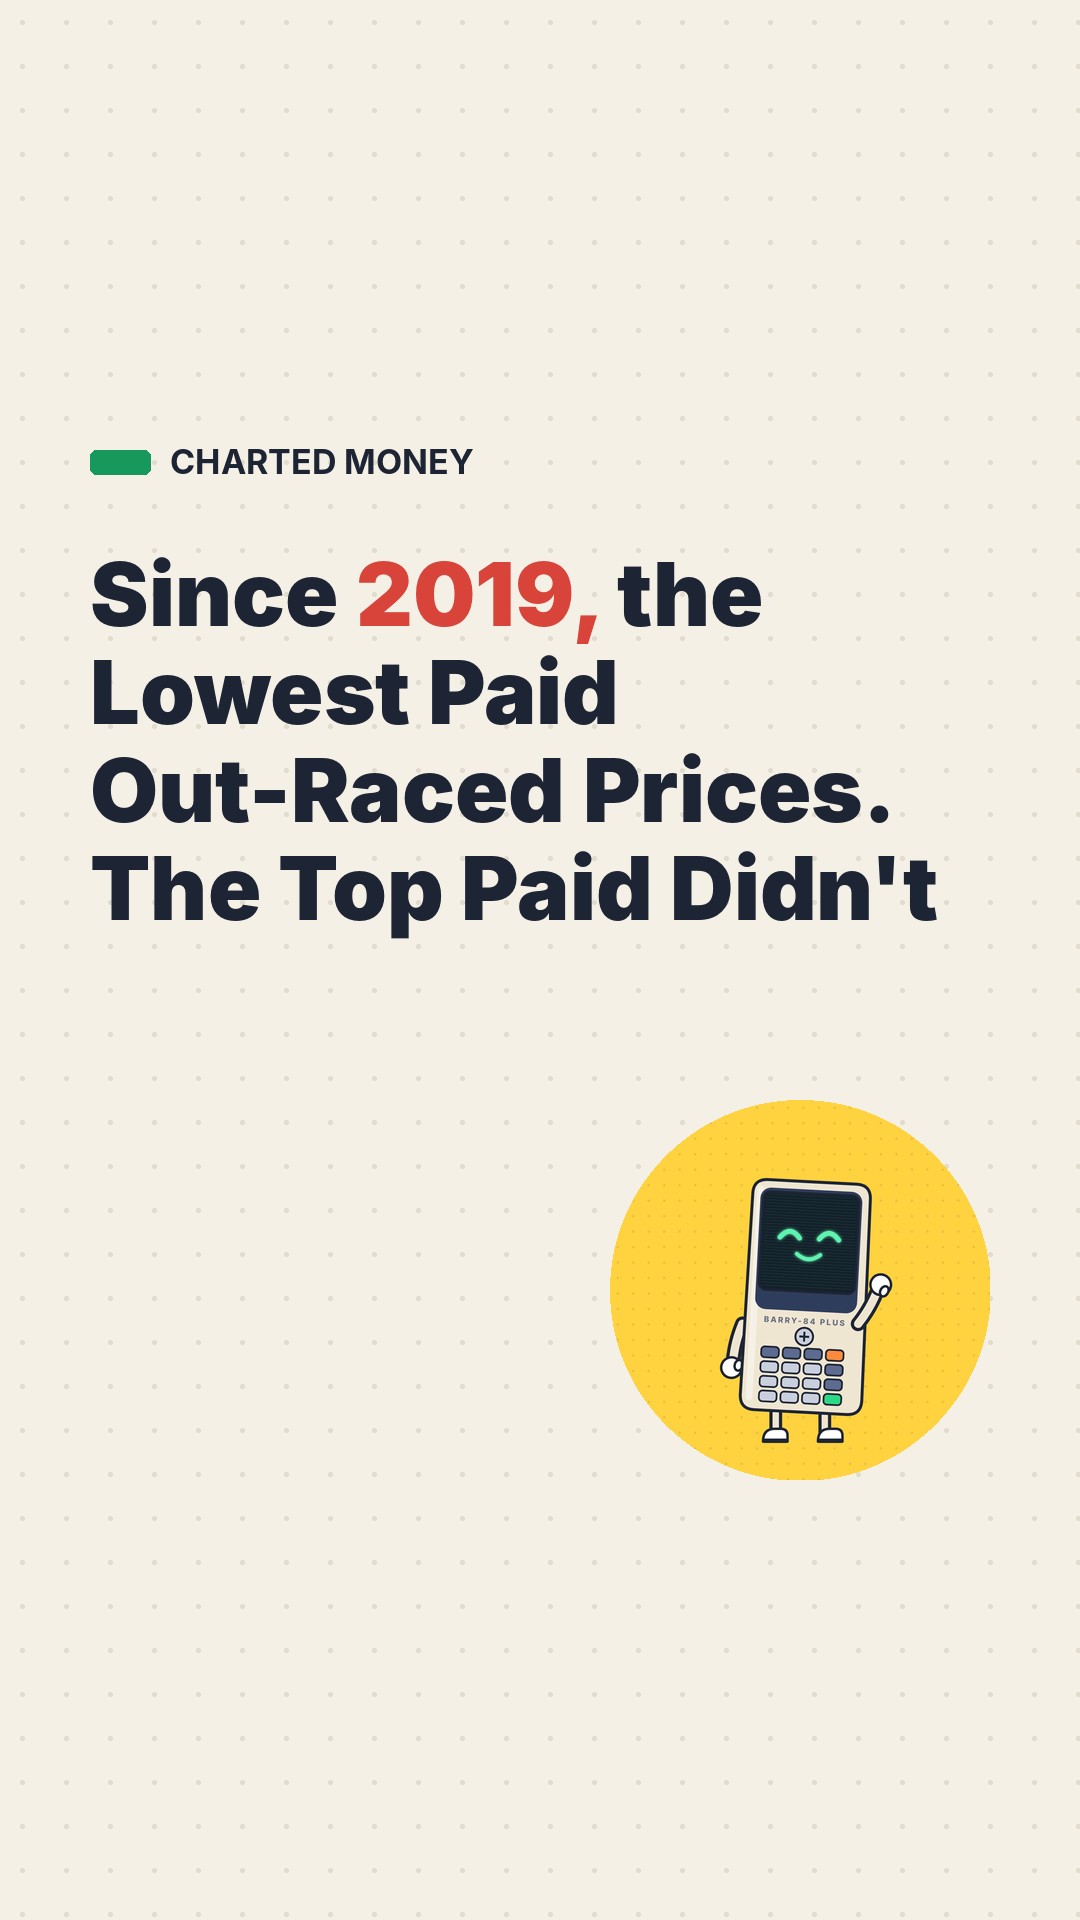 CHARTED MONEY
Since 2019, the
Lowest Paid
Out-Raced Prices.
The Top Paid Didn't
BARRY-84 PLUS